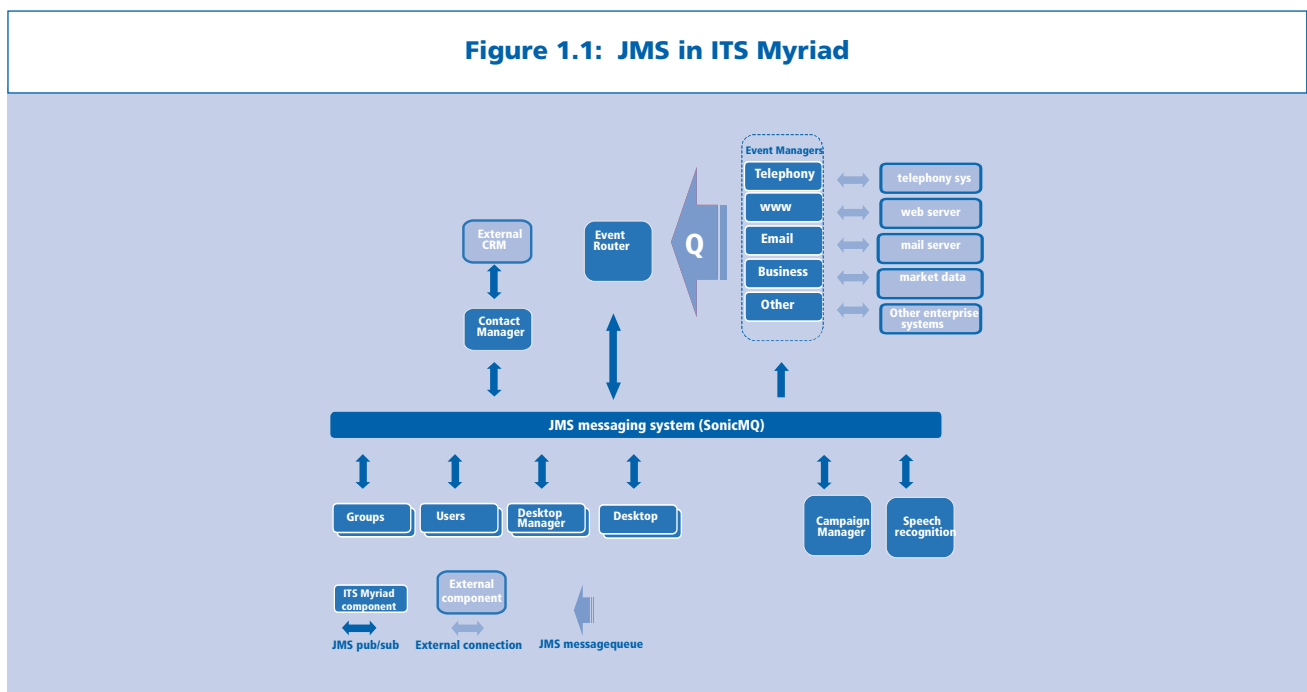 Figure 1.1: JMS in ITS Myriad
Event Managers
Telephony
telephony sys
www
web server
External
CRM
Event
Router
Q
Email
mail server
Business
market data
Other
Other enterprise
systems
Contact
Manager
JMS messaging system (SonicMQ)
Groups
Users
Desktop
Manager
Desktop
Campaign
Manager
Speech
recognition
ITS Myriad
component
External
component
JMS pub/sub
External connection
JMS messagequeue